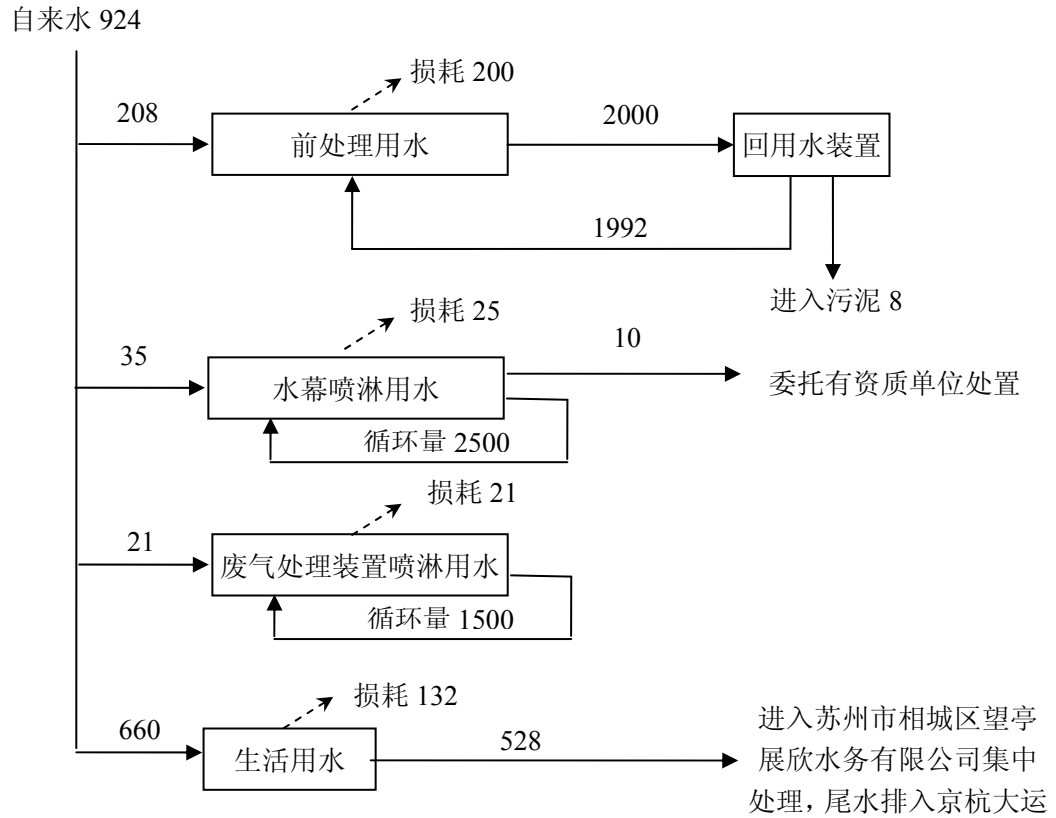 自来水 924
损耗 200
208
前处理用水
2000
回用水装置
1992
进入污泥 8
损耗 25
35
水幕喷淋用水
10
委托有资质单位处置
循环量 2500
损耗 21
21
废气处理装置喷淋用水
循环量 1500
损耗 132
660
生活用水
528
进入苏州市相城区望亭
展欣水务有限公司集中
处理，尾水排入京杭大运